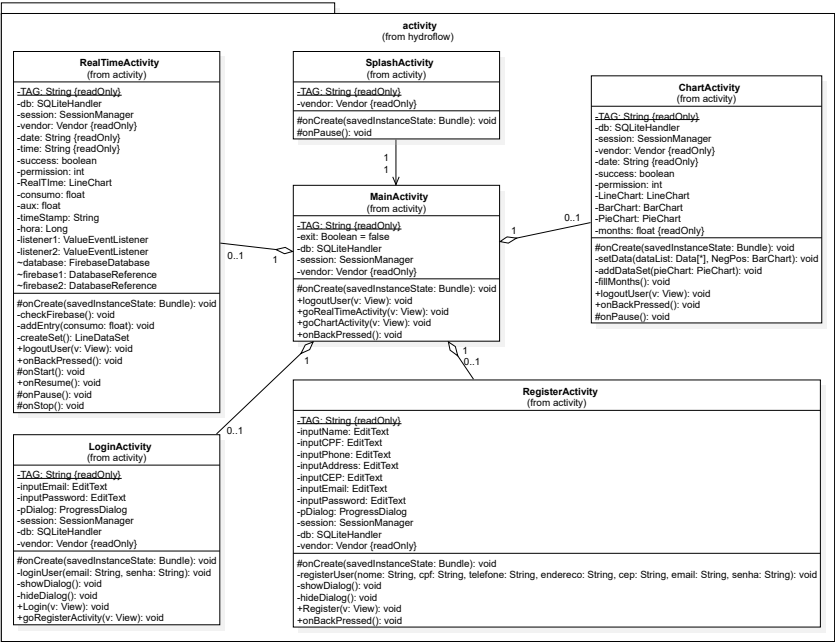 activity
(from hydroflow)
RealTimeActivity
(from activity)
-TAG: String {readOnly}
-db: SQLiteHandler
-session: SessionManager
-vendor: Vendor {readOnly}
-date: String {readOnly}
-time: String {readOnly}
-success: boolean
-permission: int
-RealTIme: LineChart
-consumo: float
-aux: float
-timeStamp: String
-hora: Long
-listener1: ValueEventListener
-listener2: ValueEventListener
~database: FirebaseDatabase
~firebase1: DatabaseReference
~firebase2: DatabaseReference
#onCreate(savedInstanceState: Bundle): void
-checkFirebase(): void
-addEntry(consumo: float): void
-createSet(): LineDataSet
+logoutUser(v: View): void
+onBackPressed(): void
#onStart(): void
+onResume(): void
#onPause(): void
#onStop(): void
SplashActivity
(from activity)
-TAG: String {readOnly}
-vendor: Vendor {readOnly}
#onCreate(savedInstanceState: Bundle): void
#onPause(): void
1
1
MainActivity
(from activity)
-TAG: String {readOnly}
-exit: Boolean = false
-db: SQLiteHandler
-session: SessionManager
-vendor: Vendor {readOnly}
#onCreate(savedInstanceState: Bundle): void
+logoutUser(v: View): void
+goRealTimeActivity(v: View): void
+goChartActivity(v: View): void
+onBackPressed(): void
ChartActivity
(from activity)
-TAG: String {readOnly}
-db: SQLiteHandler
-session: SessionManager
-vendor: Vendor {readOnly}
-date: String {readOnly}
-success: boolean
-permission: int
-LineChart: LineChart
-BarChart: BarChart
-PieChart: PieChart
-months: float {readOnly}
#onCreate(savedInstanceState: Bundle): void
-setData(dataList: Data[*], NegPos: BarChart): void
-addDataSet(pieChart: PieChart): void
-fillMonths(): void
+logoutUser(v: View): void
+onBackPressed(): void
#onPause(): void
0..1
1
1
0..1
1
0..1
1
0..1
LoginActivity
(from activity)
-TAG: String {readOnly}
-inputEmail: EditText
-inputPassword: EditText
-pDialog: ProgressDialog
-session: SessionManager
-db: SQLiteHandler
-vendor: Vendor {readOnly}
#onCreate(savedInstanceState: Bundle): void
-loginUser(email: String, senha: String): void
-showDialog(): void
-hideDialog(): void
+Login(v: View): void
+goRegisterActivity(v: View): void
RegisterActivity
(from activity)
-TAG: String {readOnly}
-inputName: EditText
-inputCPF: EditText
-inputPhone: EditText
-inputAddress: EditText
-inputCEP: EditText
-inputEmail: EditText
-inputPassword: EditText
-pDialog: ProgressDialog
-session: SessionManager
-db: SQLiteHandler
-vendor: Vendor {readOnly}
#onCreate(savedInstanceState: Bundle): void
-registerUser(nome: String, cpf: String, telefone: String, endereco: String, cep: String, email: String, senha: String): void
-showDialog(): void
-hideDialog(): void
+Register(v: View): void
+onBackPressed(): void